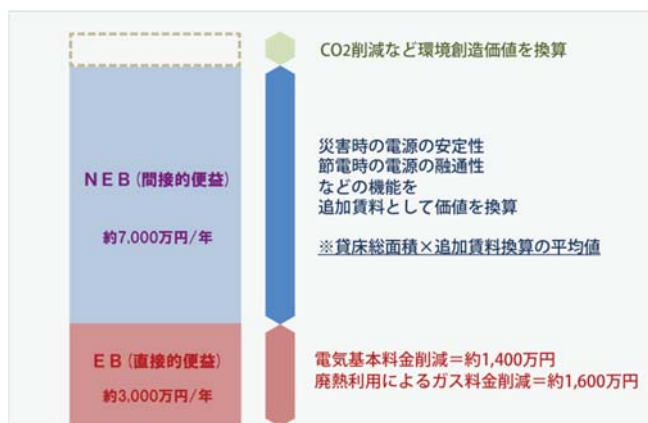 CO2削減など環境創造価値を換算
NEB(間接的便益)
約7,000万円/年
災害時の電源の安定性
節電時の電源の融通性
などの機能を
追加賃料として価値を換算
※貸床総面積×追加賃料換算の平均値
EB(直接的便益)
約3,000万円/年
電気基本料金削減=約1,400万円
廃熱利用によるガス料金削減=約1,600万円